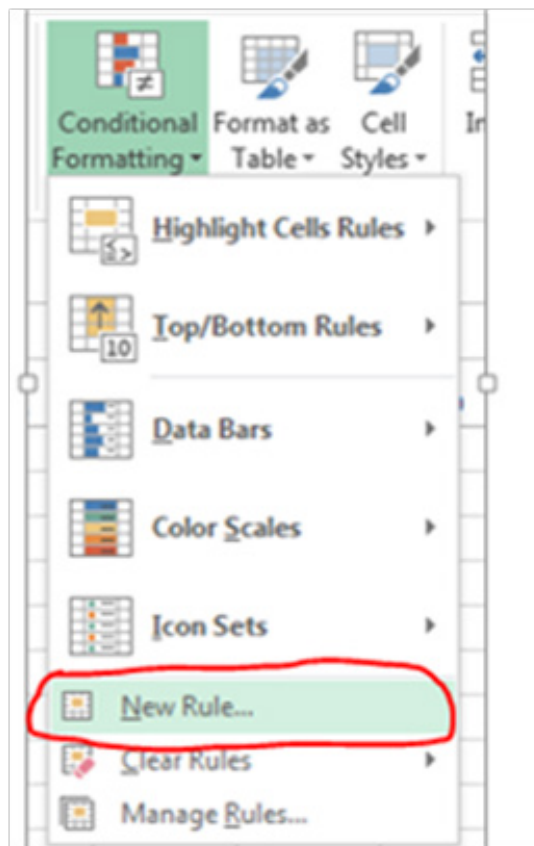 Conditional Format as Cell
Formatting Table Styles
Highlight Cells Rules
10
Top/Bottom Rules
Data Bars
Color Scales
Icon Sets
New Rule...
Clear Rules
Manage Rules...